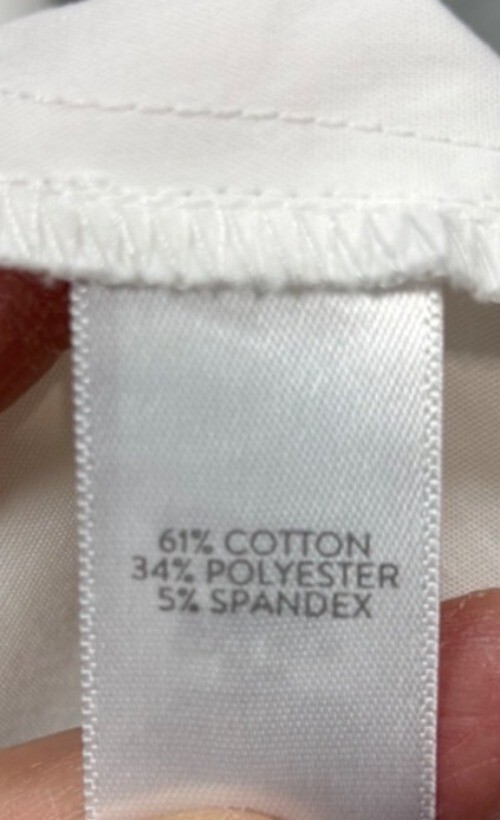 61% COTTON
34% POLYESTER
5% SPANDEX